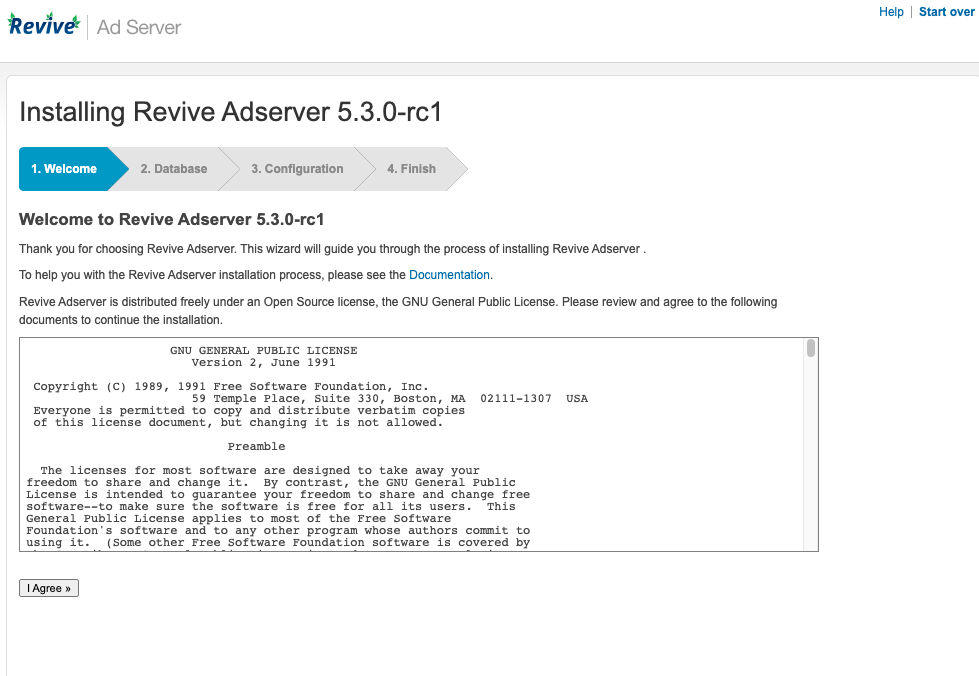 Revive Ad Server
Help | Start over
Installing Revive Adserver 5.3.0-rc1
1. Welcome 2. Database 3. Configuration 4. Finish
Welcome to Revive Adserver 5.3.0-rc1
Thank you for choosing Revive Adserver. This wizard will guide you through the process of installing Revive Adserver .
To help you with the Revive Adserver installation process, please see the Documentation.
Revive Adserver is distributed freely under an Open Source license, the GNU General Public License. Please review and agree to the following
documents to continue the installation.
GNU GENERAL PUBLIC LICENSE
Version 2, June 1991
Copyright (C) 1989, 1991 Free Software Foundation, Inc.
59 Temple Place, Suite 330, Boston, MA  02111-1307  USA
Everyone is permitted to copy and distribute verbatim copies
of this license document, but changing it is not allowed.
Preamble
The licenses for most software are designed to take away your
freedom to share and change it.  By contrast, the GNU General Public
License is intended to guarantee your freedom to share and change free
software--to make sure the software is free for all its users.  This
General Public License applies to most of the Free Software
Foundation's software and to any other program whose authors commit to
using it.  (Some other Free Software Foundation software is covered by
I Agree »